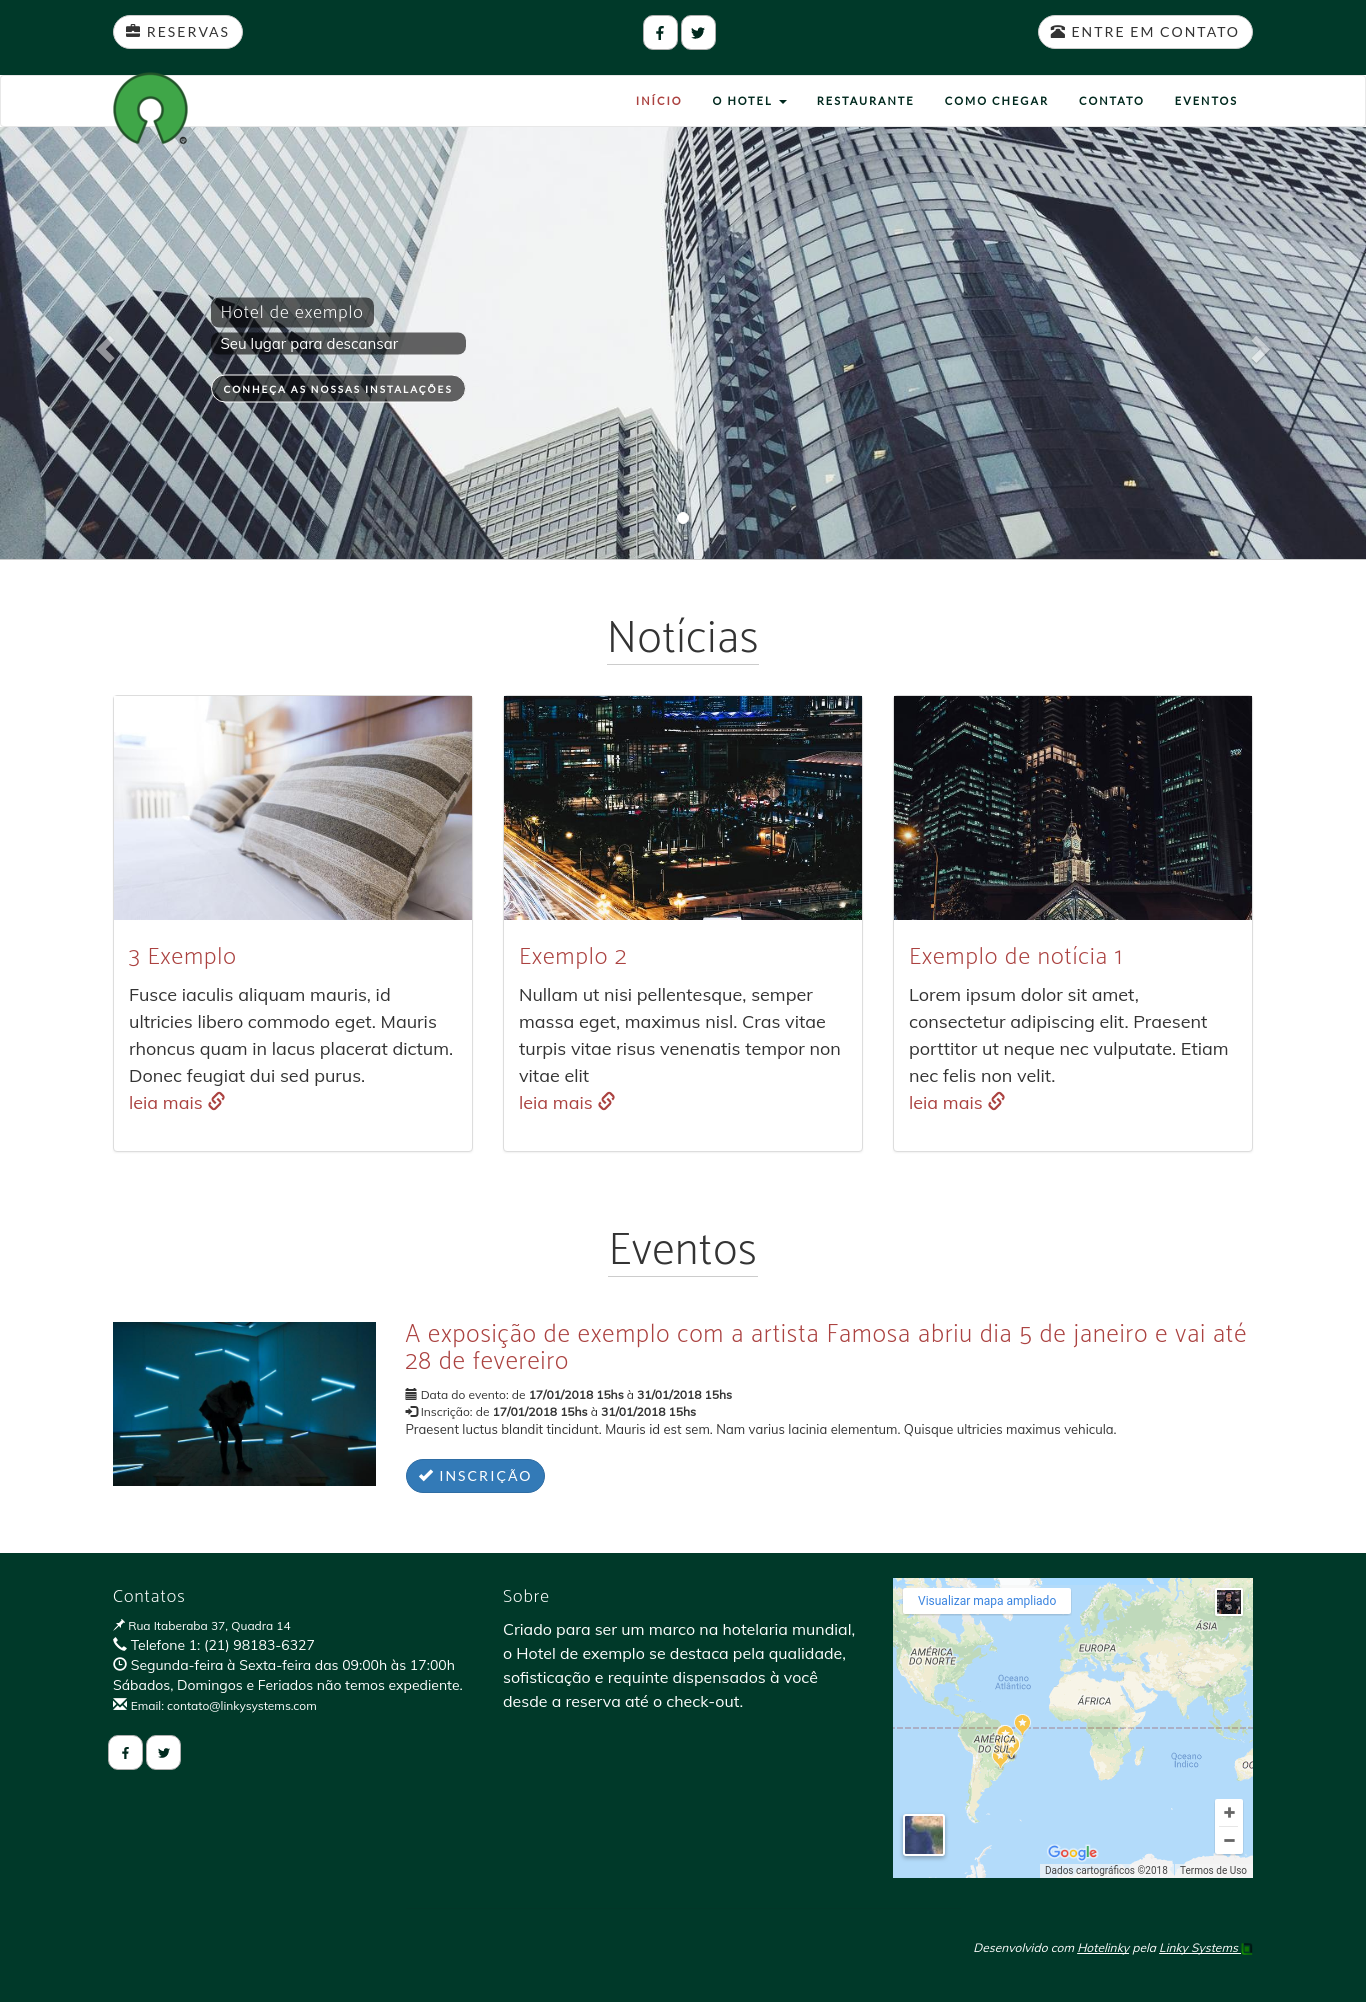 RESERVAS
ENTRE EM CONTATO
INÍCIO
O HOTEL
RESTAURANTE
COMO CHEGAR
CONTATO
EVENTOS
Hotel de exemplo
Seu lugar para descansar
CONHEÇA AS NOSSAS INSTALAÇÕES
Notícias
3 Exemplo
Fusce iaculis aliquam mauris, id
ultricies libero commodo eget. Mauris
rhoncus quam in lacus placerat dictum.
Donec feugiat dui sed purus.
leia mais
Exemplo 2
Nullam ut nisi pellentesque, semper
massa eget, maximus nisl. Cras vitae
turpis vitae risus venenatis tempor non
vitae elit
leia mais
Exemplo de notícia 1
Lorem ipsum dolor sit amet,
consectetur adipiscing elit. Praesent
porttitor ut neque nec vulputate. Etiam
nec felis non velit.
leia mais
Eventos
A exposição de exemplo com a artista Famosa abriu dia 5 de janeiro e vai até
28 de fevereiro
Data do evento: de 17/01/2018 15hs à 31/01/2018 15hs
Inscrição: de 17/01/2018 15hs à 31/01/2018 15hs
Praesent luctus blandit tincidunt. Mauris id est sem. Nam varius lacinia elementum. Quisque ultricies maximus vehicula.
INSCRIÇÃO
Contatos
Rua Itaberaba 37, Quadra 14
Telefone 1: (21) 98183-6327
Segunda-feira à Sexta-feira das 09:00h às 17:00h
Sábados, Domingos e Feriados não temos expediente.
Email: contato@linkysystems.com
Sobre
Criado para ser um marco na hotelaria mundial,
o Hotel de exemplo se destaca pela qualidade,
sofisticação e requinte dispensados à você
desde a reserva até o check-out.
Visualizar mapa ampliado
ÁSIA
EUROPA
AMÉRICA
DO NORTE
Oceano
Atlântico
ÁFRICA
AMÉRICA
DO SUL
Oceano
Índico
OC
Google
Dados cartográficos ©2018
Termos de Uso
Desenvolvido com Hotelinky pela Linky Systems